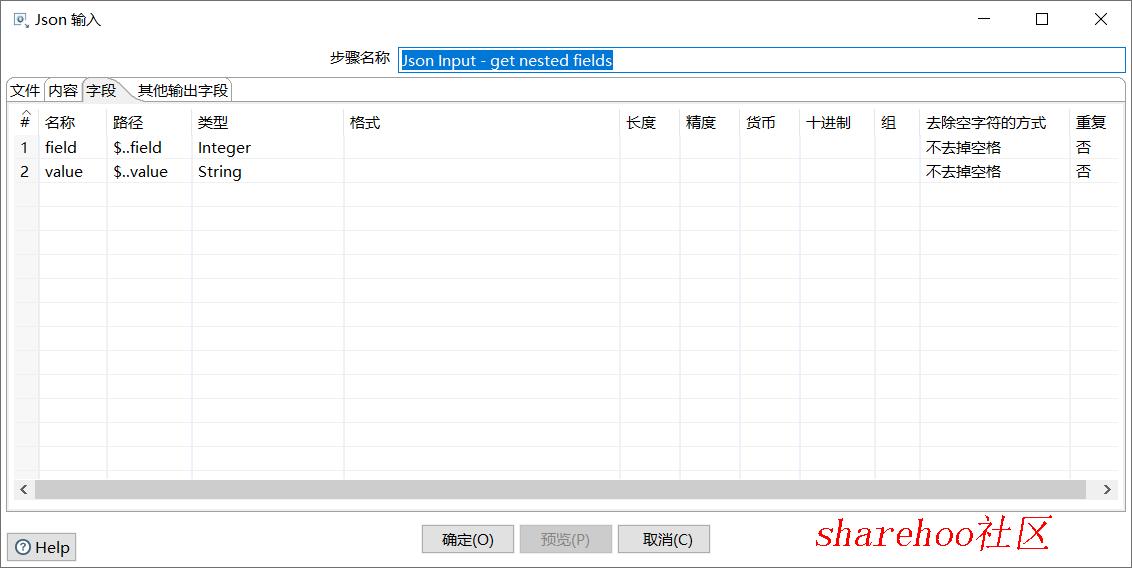 Json 输入
步骤名称 Json Input - get nested fields
文件 内容 字段 其他输出字段
# 名称 路径 类型 格式 长度 精度 货币 十进制 组 去除空字符的方式 重复
1 field $..field Integer 不去掉空格 否
2 value $..value String 不去掉空格 否
Help 确定(O) 预览(P) 取消(C)
sharehoo社区